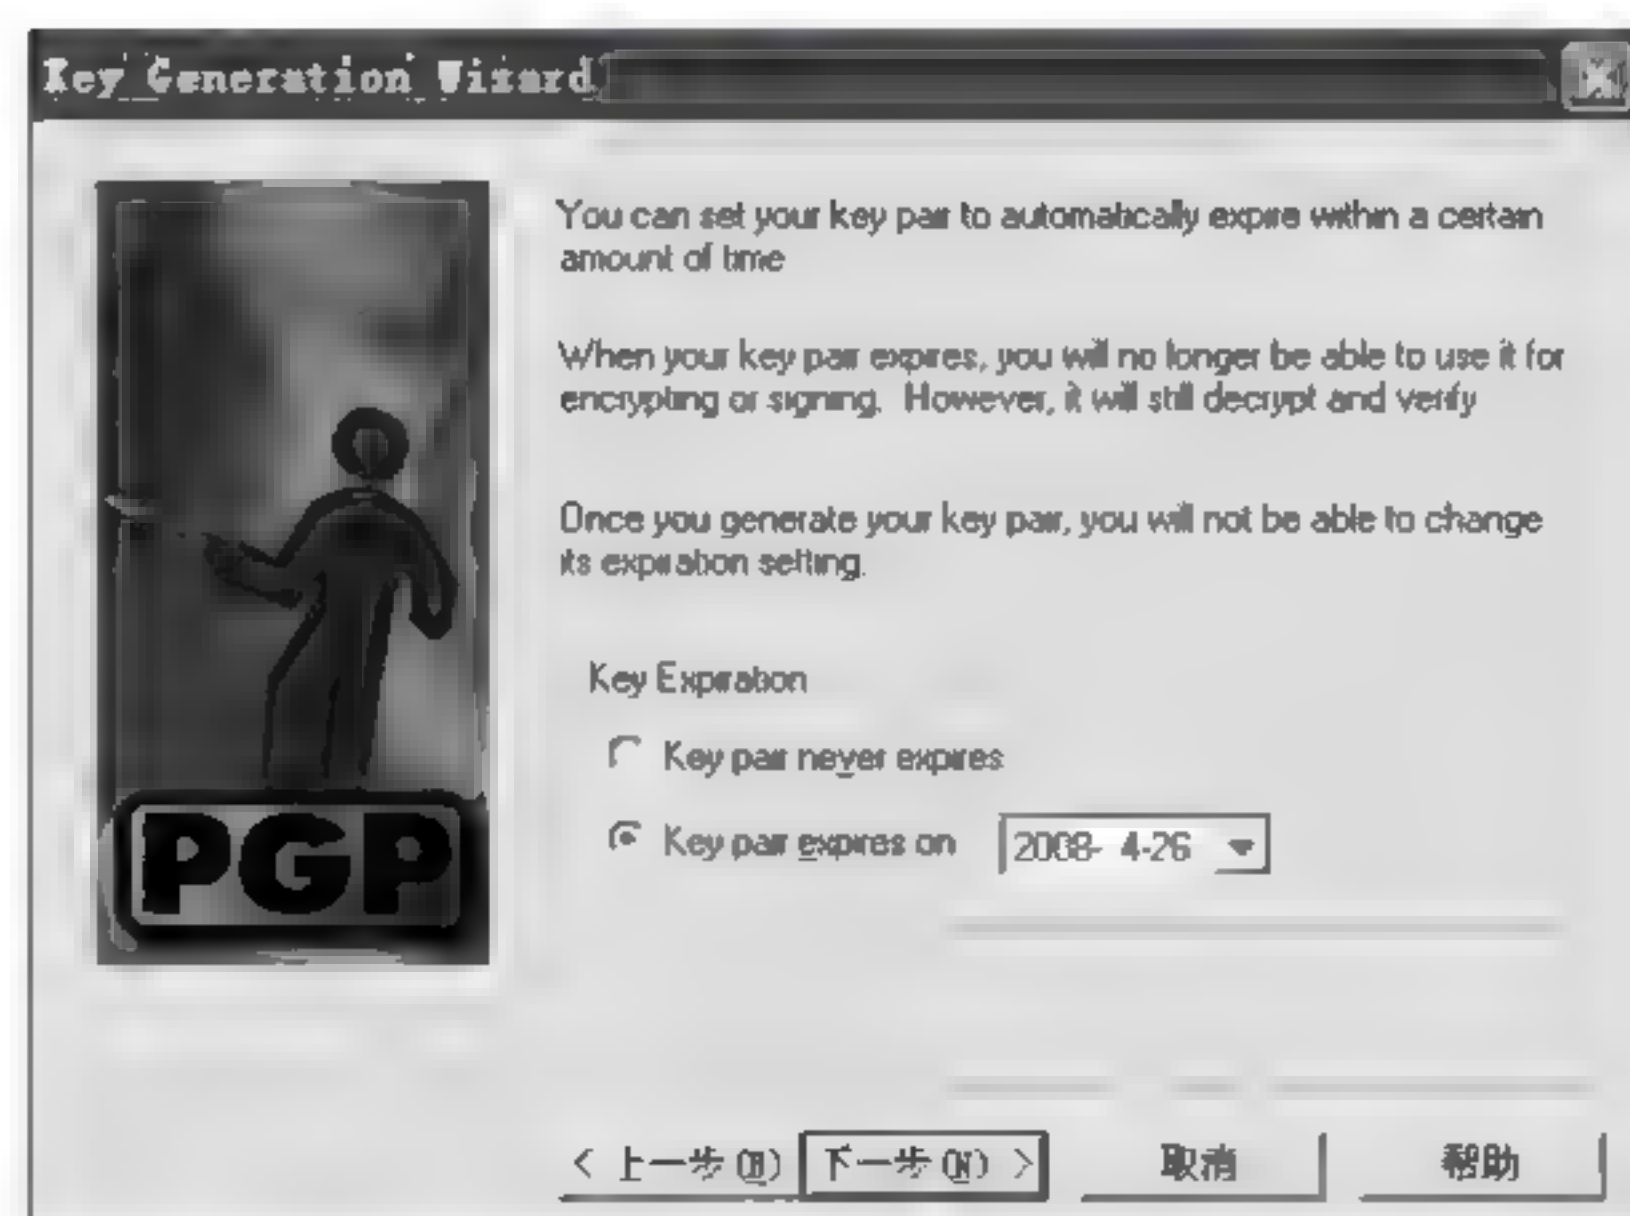 Key Generation Wizard
You can set your key pair to automatically expire within a certain
amount of time
When your key pair expires, you will no longer be able to use it for
encrypting or signing. However, it will still decrypt and verify
Once you generate your key pair, you will not be able to change
its expiration setting.
Key Expiration
Key pair never expires
Key pair expires on 2008- 4-26
PGP
< 上一步(B) 下一步(N) > 取消 帮助